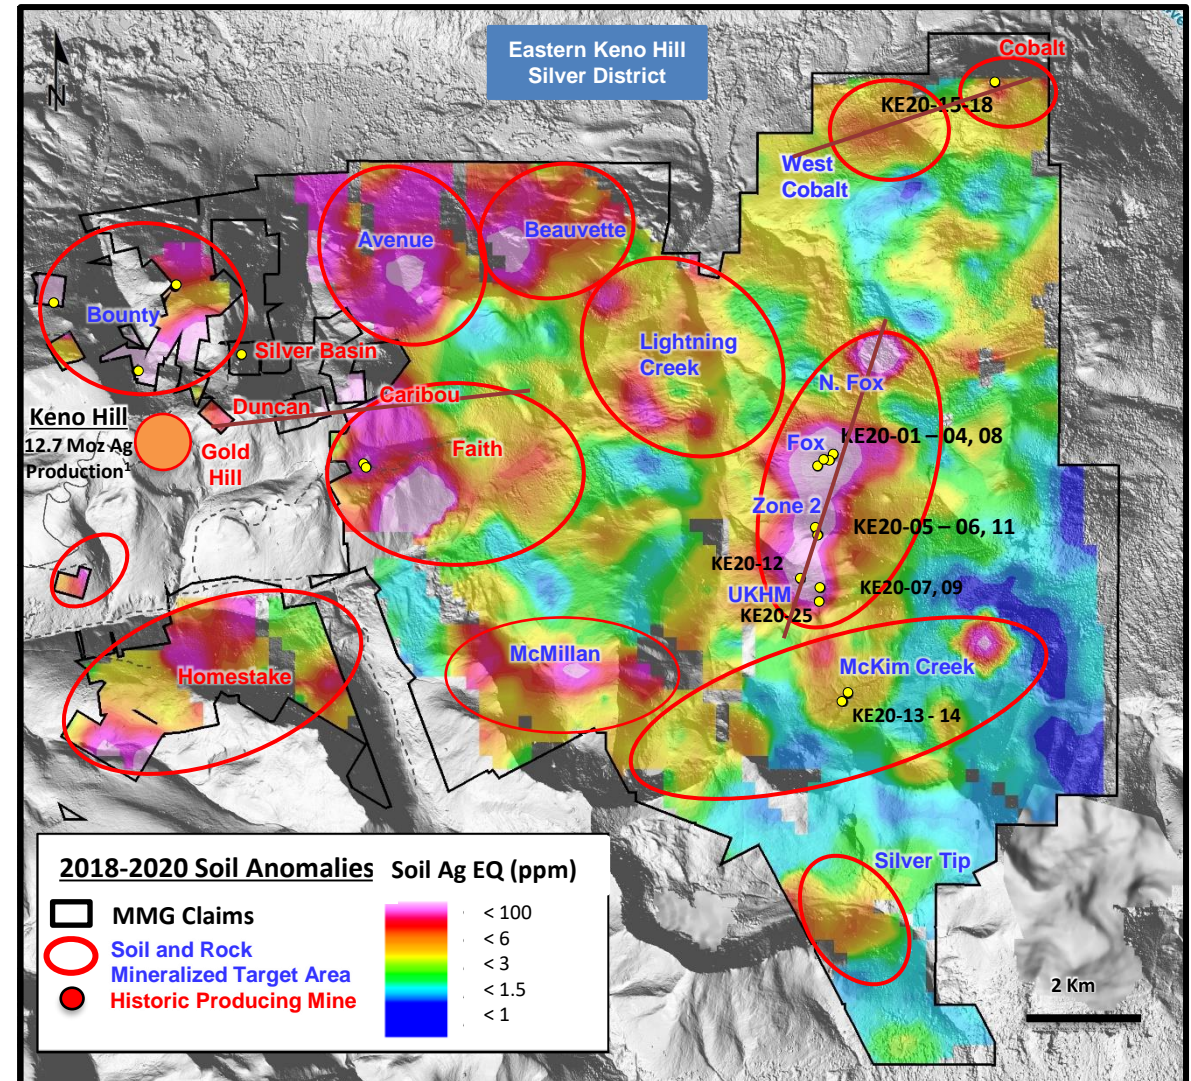 Eastern Keno Hill
Silver District
N
Cobalt
KE20-15-18
West
Cobalt
Avenue
Beauvette
Bounty
Silver Basin
Lightning
Creek
N. Fox
Duncan
Caribou
Keno Hill
12.7 Moz Ag
Production1
Gold
Hill
Faith
Fox
KE20-01 – 04, 08
Zone 2
KE20-05 – 06, 11
KE20-12
UKHM
KE20-07, 09
KE20-25
McMillan
Homestake
McKim Creek
KE20-13 - 14
Silver Tip
2018-2020 Soil Anomalies
Soil Ag EQ (ppm)
MMG Claims
Soil and Rock
Mineralized Target Area
Historic Producing Mine
< 100
< 6
< 3
< 1.5
< 1
2 Km